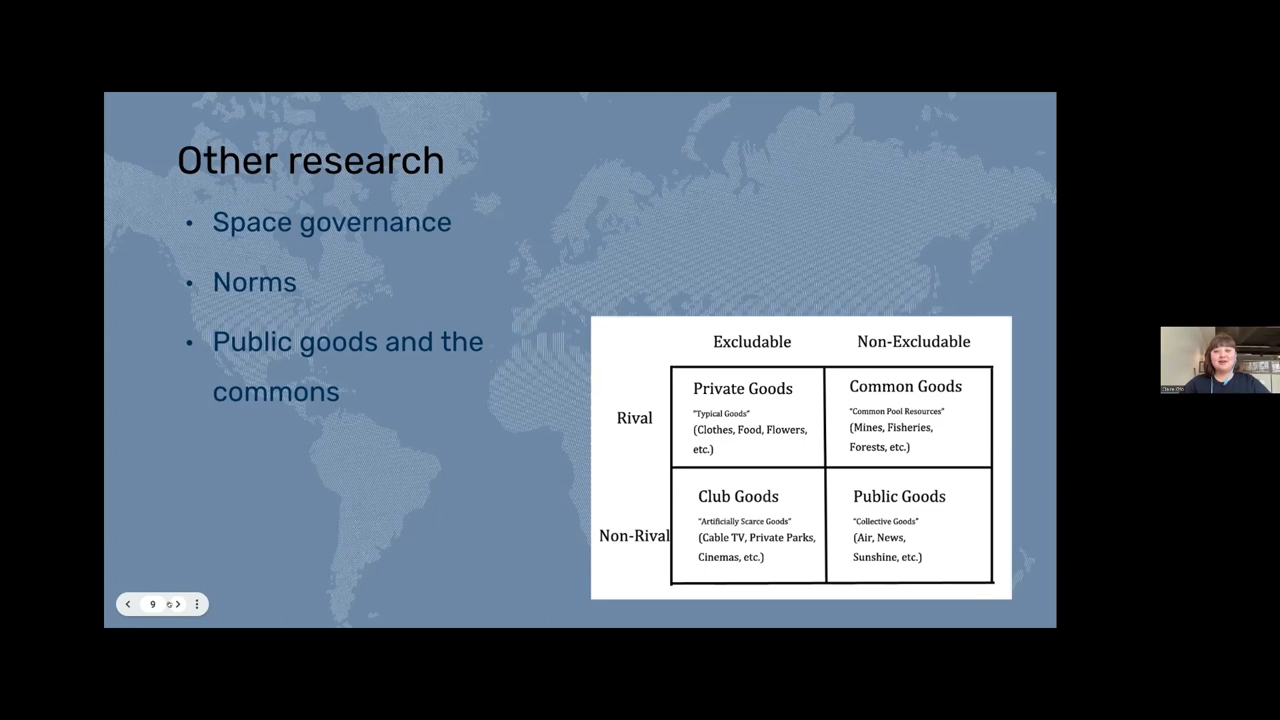 Other research
• Space governance
• Norms
• Public goods and the
commons
Excludable
Non-Excludable
Rival
Private Goods
"Typical Goods"
(Clothes, Food, Flowers,
etc.)
Common Goods
"Common Pool Resources"
(Mines, Fisheries,
Forests, etc.)
Non-Rival
Club Goods
"Artificially Scarce Goods"
(Cable TV, Private Parks,
Cinemas, etc.)
Public Goods
"Collective Goods"
(Air, News,
Sunshine, etc.)
9